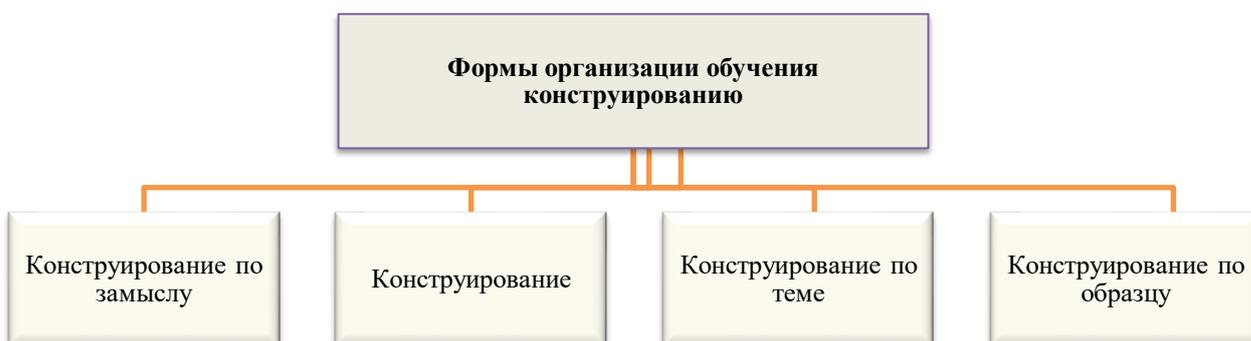 Формы организации обучения
конструированию
Конструирование по
замыслу
Конструирование
Конструирование по
теме
Конструирование по
образцу